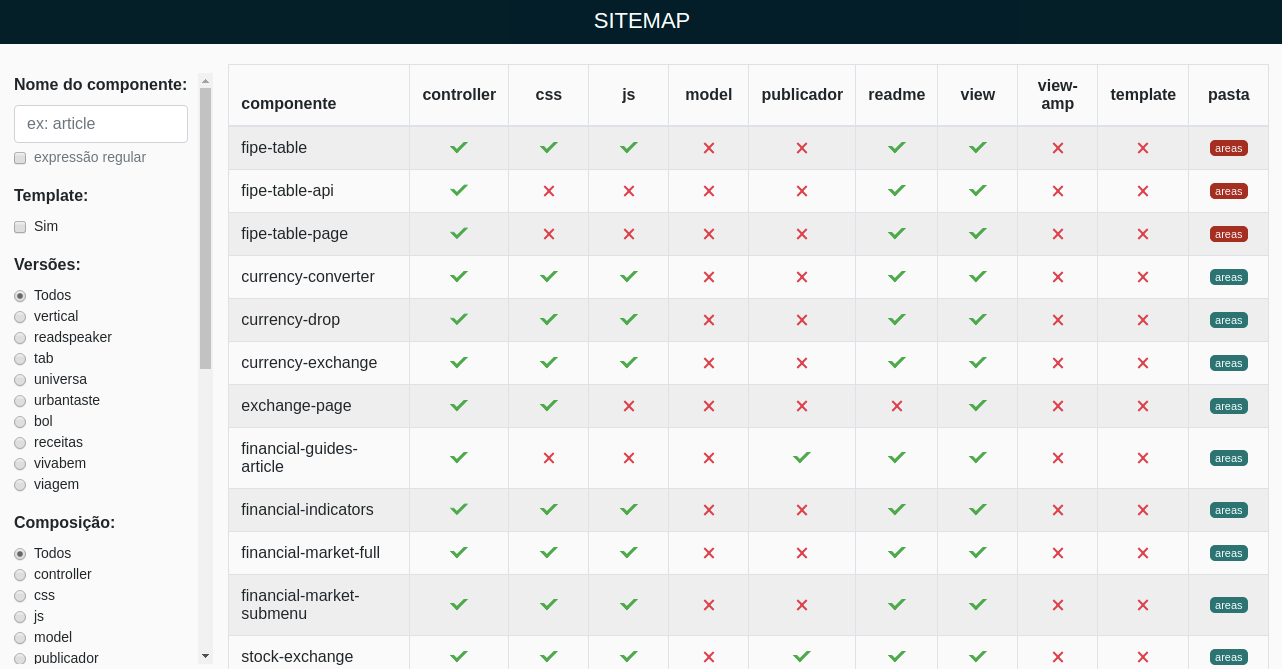 SITEMAP
Nome do componente:
ex: article
expressão regular
Template:
Sim
Versões:
Todos
vertical
readspeaker
tab
universa
urbantaste
bol
receitas
vivabem
viagem
Composição:
Todos
controller
css
js
model
publicador
componente controller css js model publicador readme view view-amp template pasta
fipe-table areas
fipe-table-api areas
fipe-table-page areas
currency-converter areas
currency-drop areas
currency-exchange areas
exchange-page areas
financial-guides-
article areas
financial-indicators areas
financial-market-full areas
financial-market-
submenu areas
stock-exchange areas